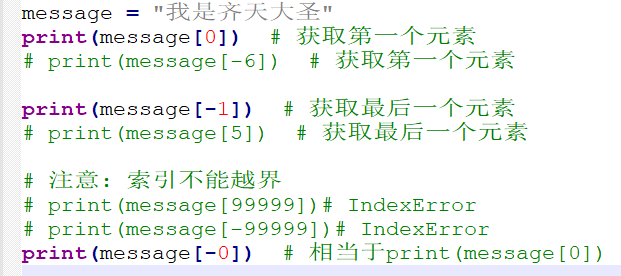 message = "我是齐天大圣"
print(message[0])  # 获取第一个元素
# print(message[-6])  # 获取第一个元素
print(message[-1])  # 获取最后一个元素
# print(message[5])  # 获取最后一个元素
# 注意: 索引不能越界
# print(message[99999])# IndexError
# print(message[-99999])# IndexError
print(message[-0])  # 相当于print(message[0])